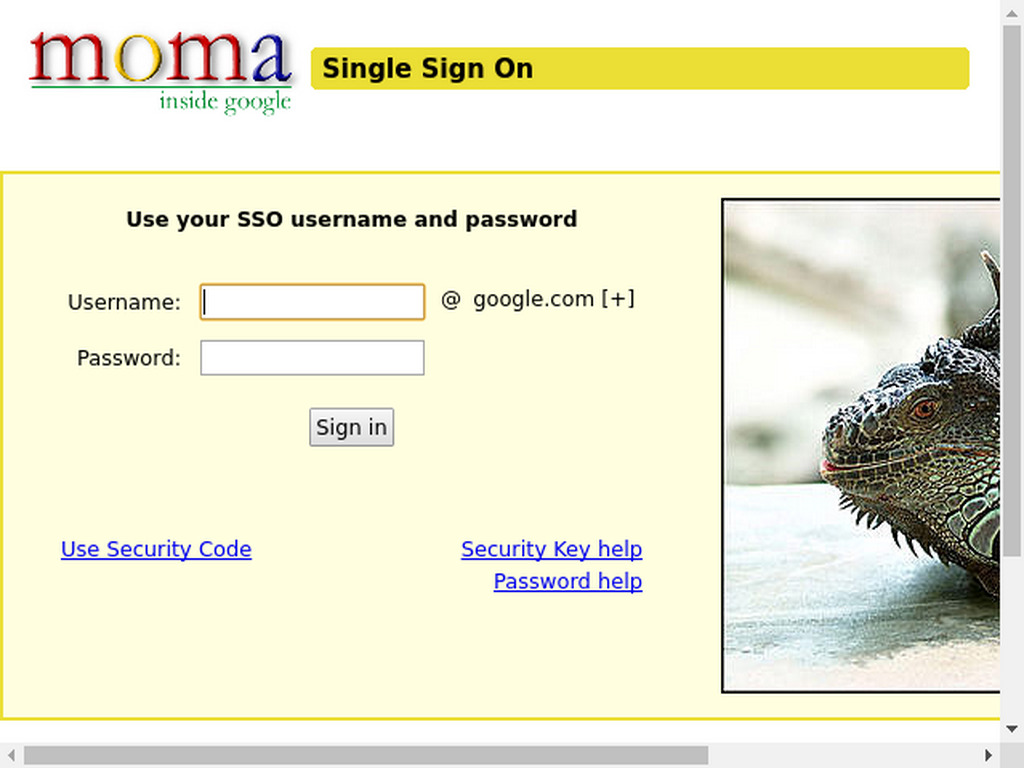 moma
inside google
Single Sign On
Use your SSO username and password
Username:
@ google.com [+]
Password:
Sign in
Use Security Code
Security Key help
Password help